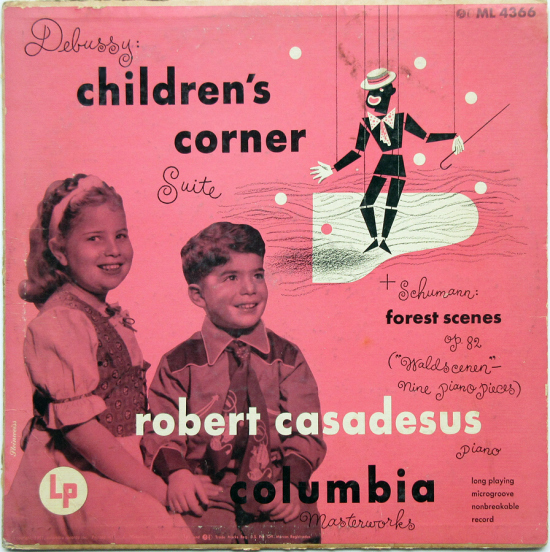 ML 4366
Debussy:
children's
corner
Suite
+ Schumann:
forest scenes
op. 82
("Waldscenen"–
nine piano pieces)
robert casadesus
piano
LP
columbia
Masterworks
long playing
microgroove
nonbreakable
record